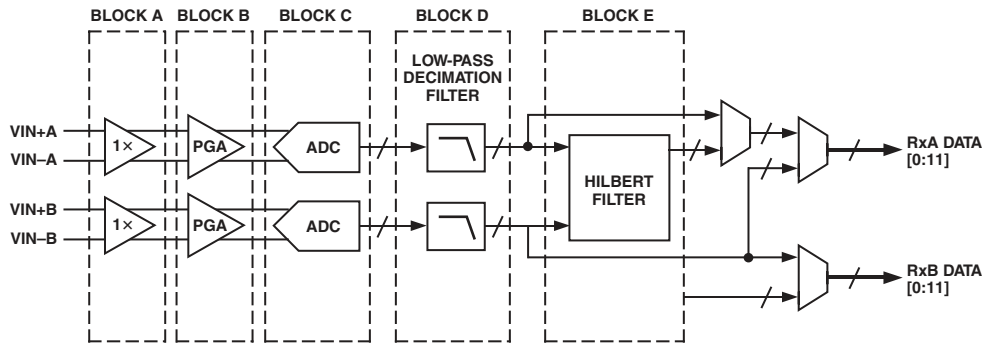 BLOCK A
BLOCK B
BLOCK C
BLOCK D
BLOCK E
LOW-PASS
DECIMATION
FILTER
VIN+A
VIN–A
1×
PGA
ADC
HILBERT
FILTER
RxA DATA
[0:11]
VIN+B
VIN–B
1×
PGA
ADC
RxB DATA
[0:11]